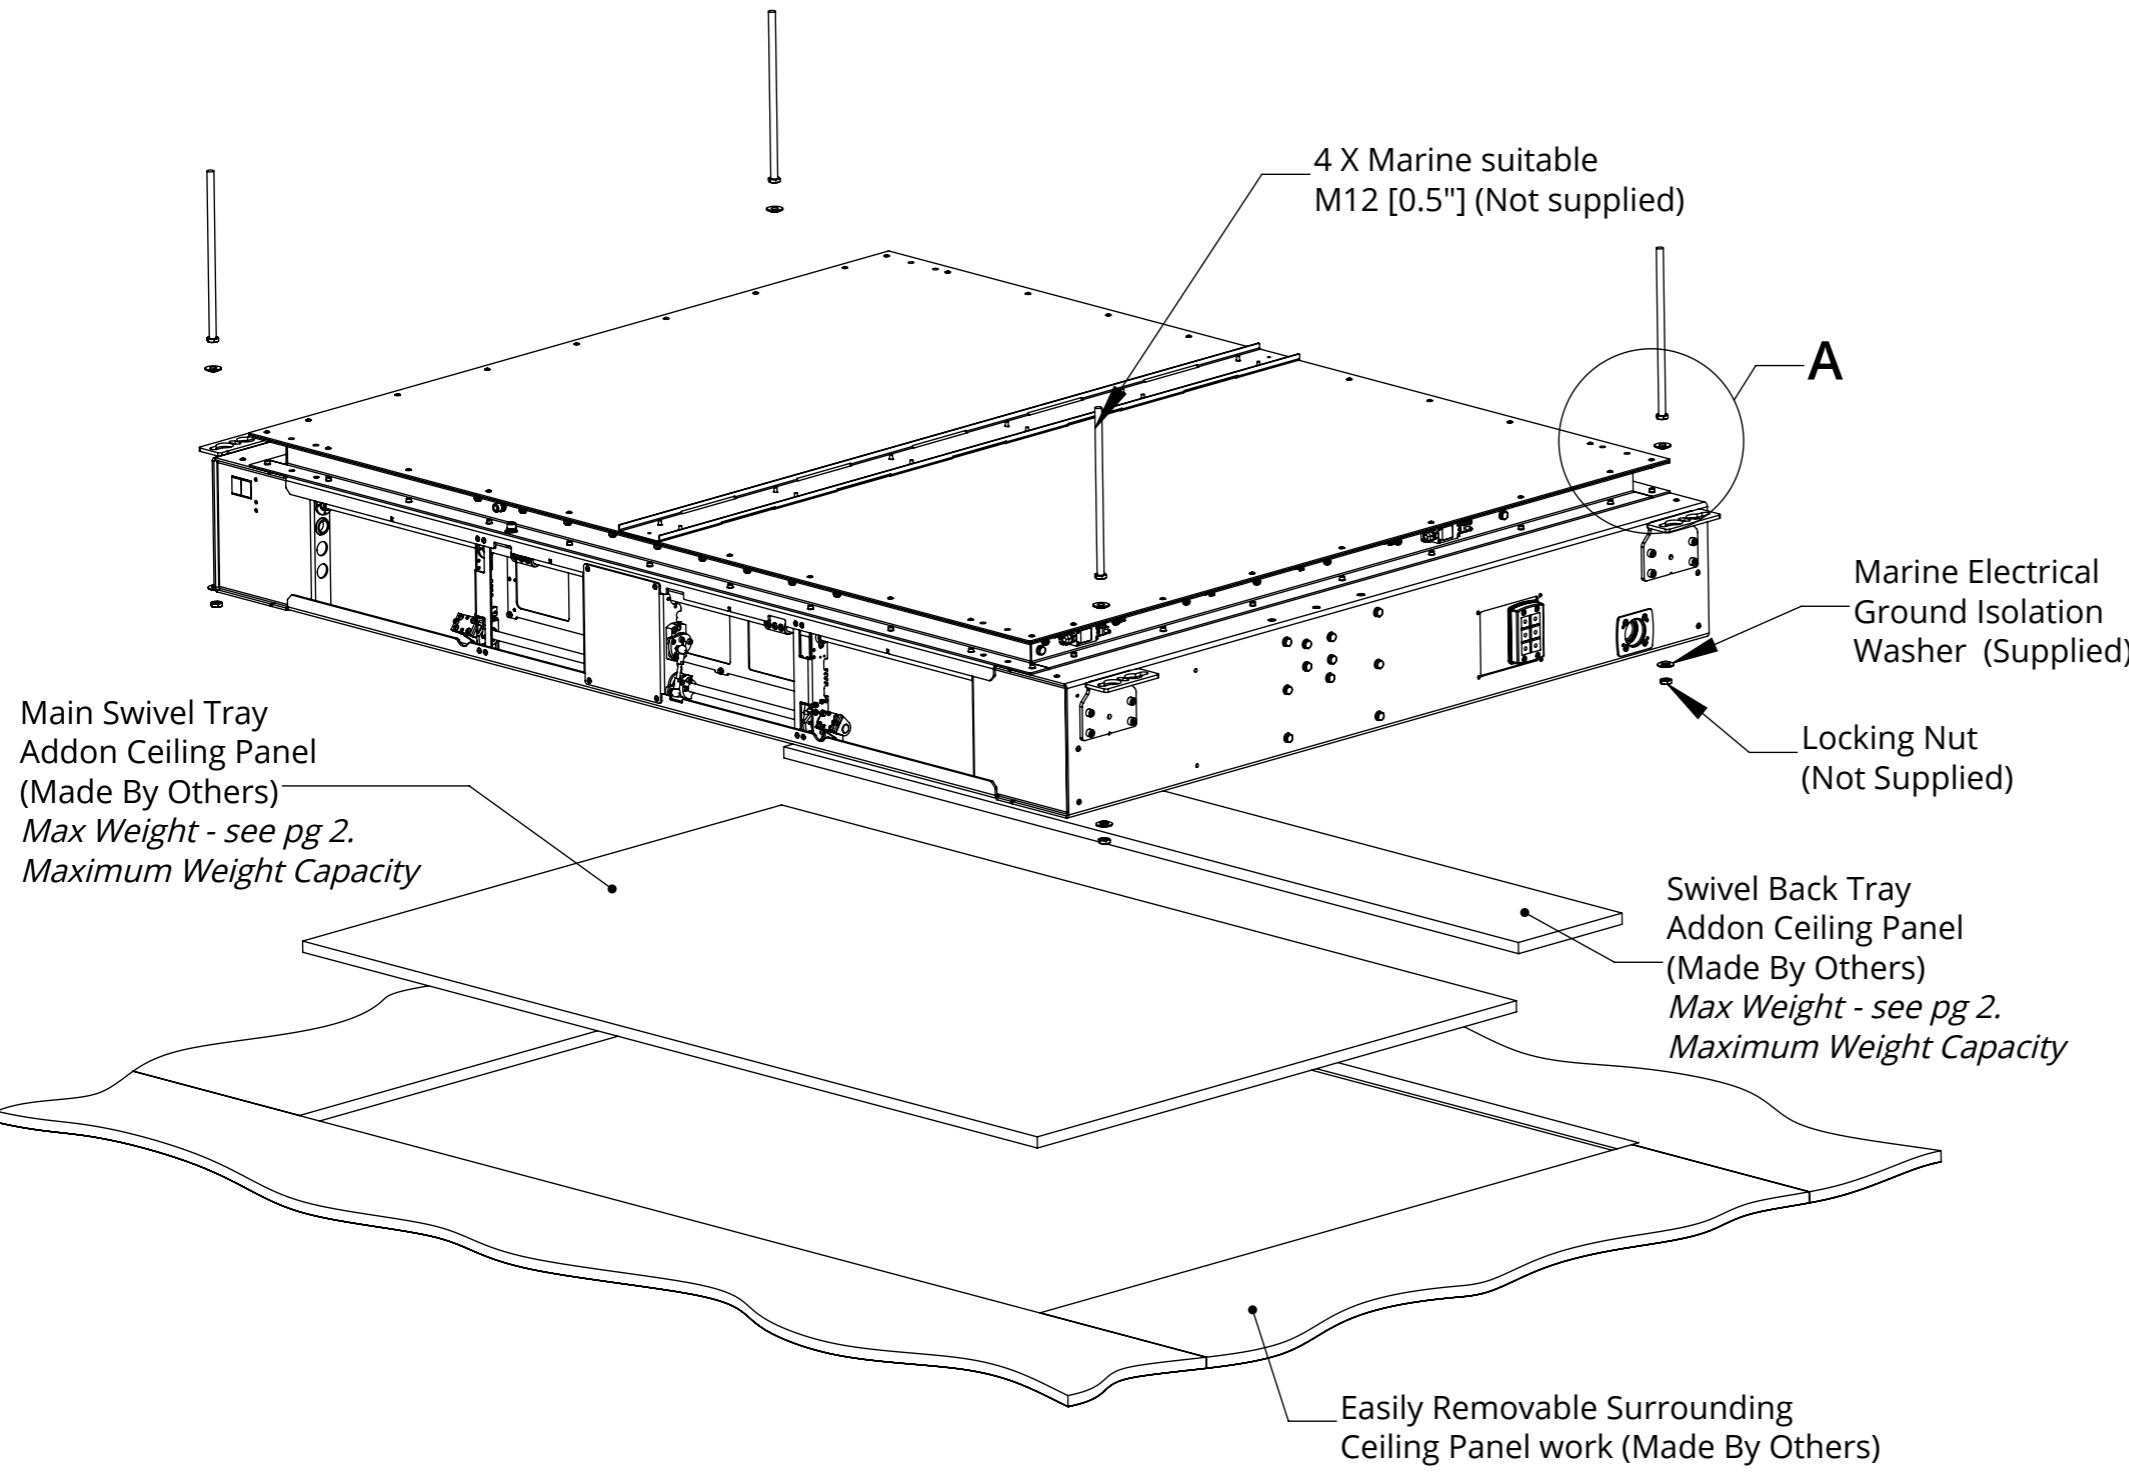 4 X Marine suitable
M12 [0.5"] (Not supplied)
A
Marine Electrical
Ground Isolation
Washer (Supplied)
Locking Nut
(Not Supplied)
Main Swivel Tray
Addon Ceiling Panel
(Made By Others)
Max Weight - see pg 2.
Maximum Weight Capacity
Swivel Back Tray
Addon Ceiling Panel
(Made By Others)
Max Weight - see pg 2.
Maximum Weight Capacity
Easily Removable Surrounding
Ceiling Panel work (Made By Others)